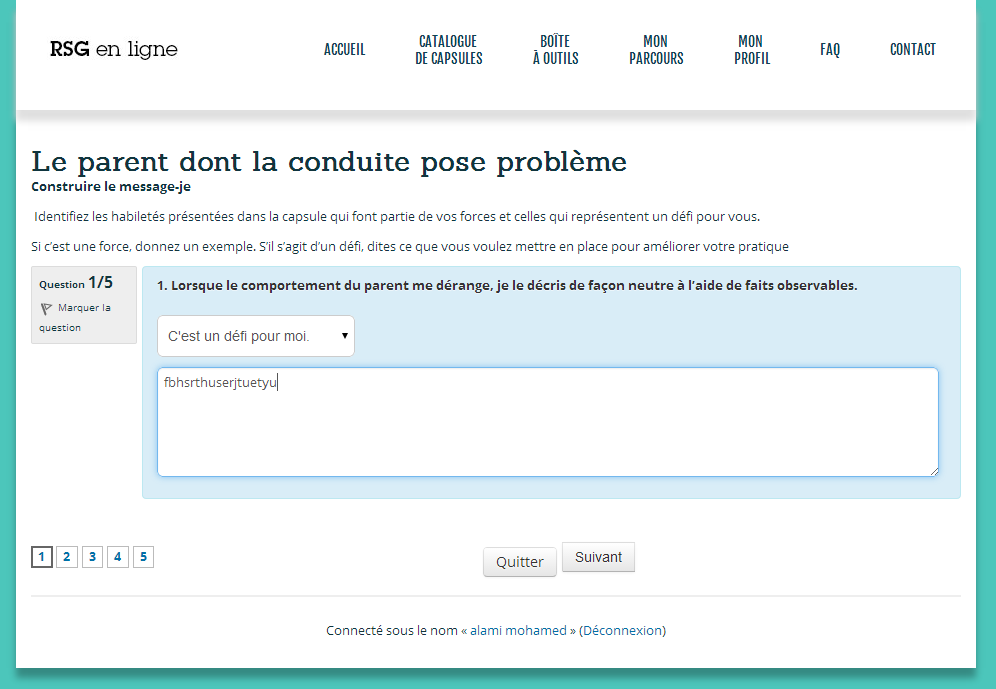 RSG en ligne
ACCUEIL
CATALOGUE
DE CAPSULES
BOÎTE
À OUTILS
MON
PARCOURS
MON
PROFIL
FAQ
CONTACT
Le parent dont la conduite pose problème
Construire le message-je
Identifiez les habiletés présentées dans la capsule qui font partie de vos forces et celles qui représentent un défi pour vous.
Si c'est une force, donnez un exemple. S'il s'agit d'un défi, dites ce que vous voulez mettre en place pour améliorer votre pratique
Question 1/5
Marquer la
question
1. Lorsque le comportement du parent me dérange, je le décris de façon neutre à l'aide de faits observables.
C'est un défi pour moi.
fbhsrthuserjtuetyu
1 2 3 4 5
Quitter
Suivant
Connecté sous le nom « alami mohamed » (Déconnexion)